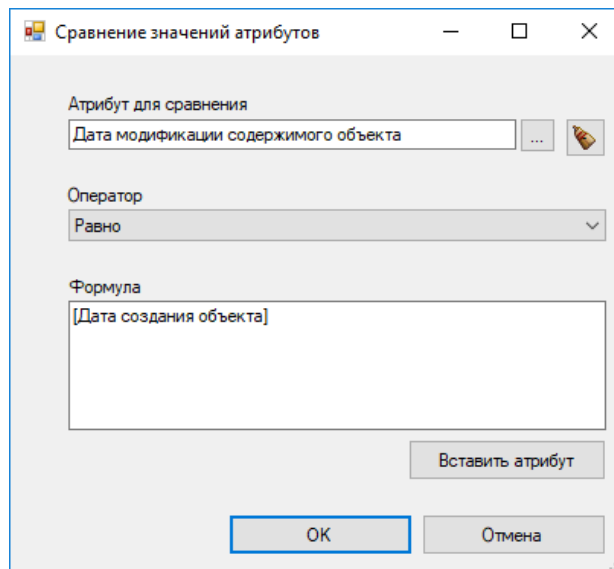 Сравнение значений атрибутов
Атрибут для сравнения
Дата модификации содержимого объекта
...
Оператор
Равно
Формула
[Дата создания объекта]
Вставить атрибут
OK
Отмена